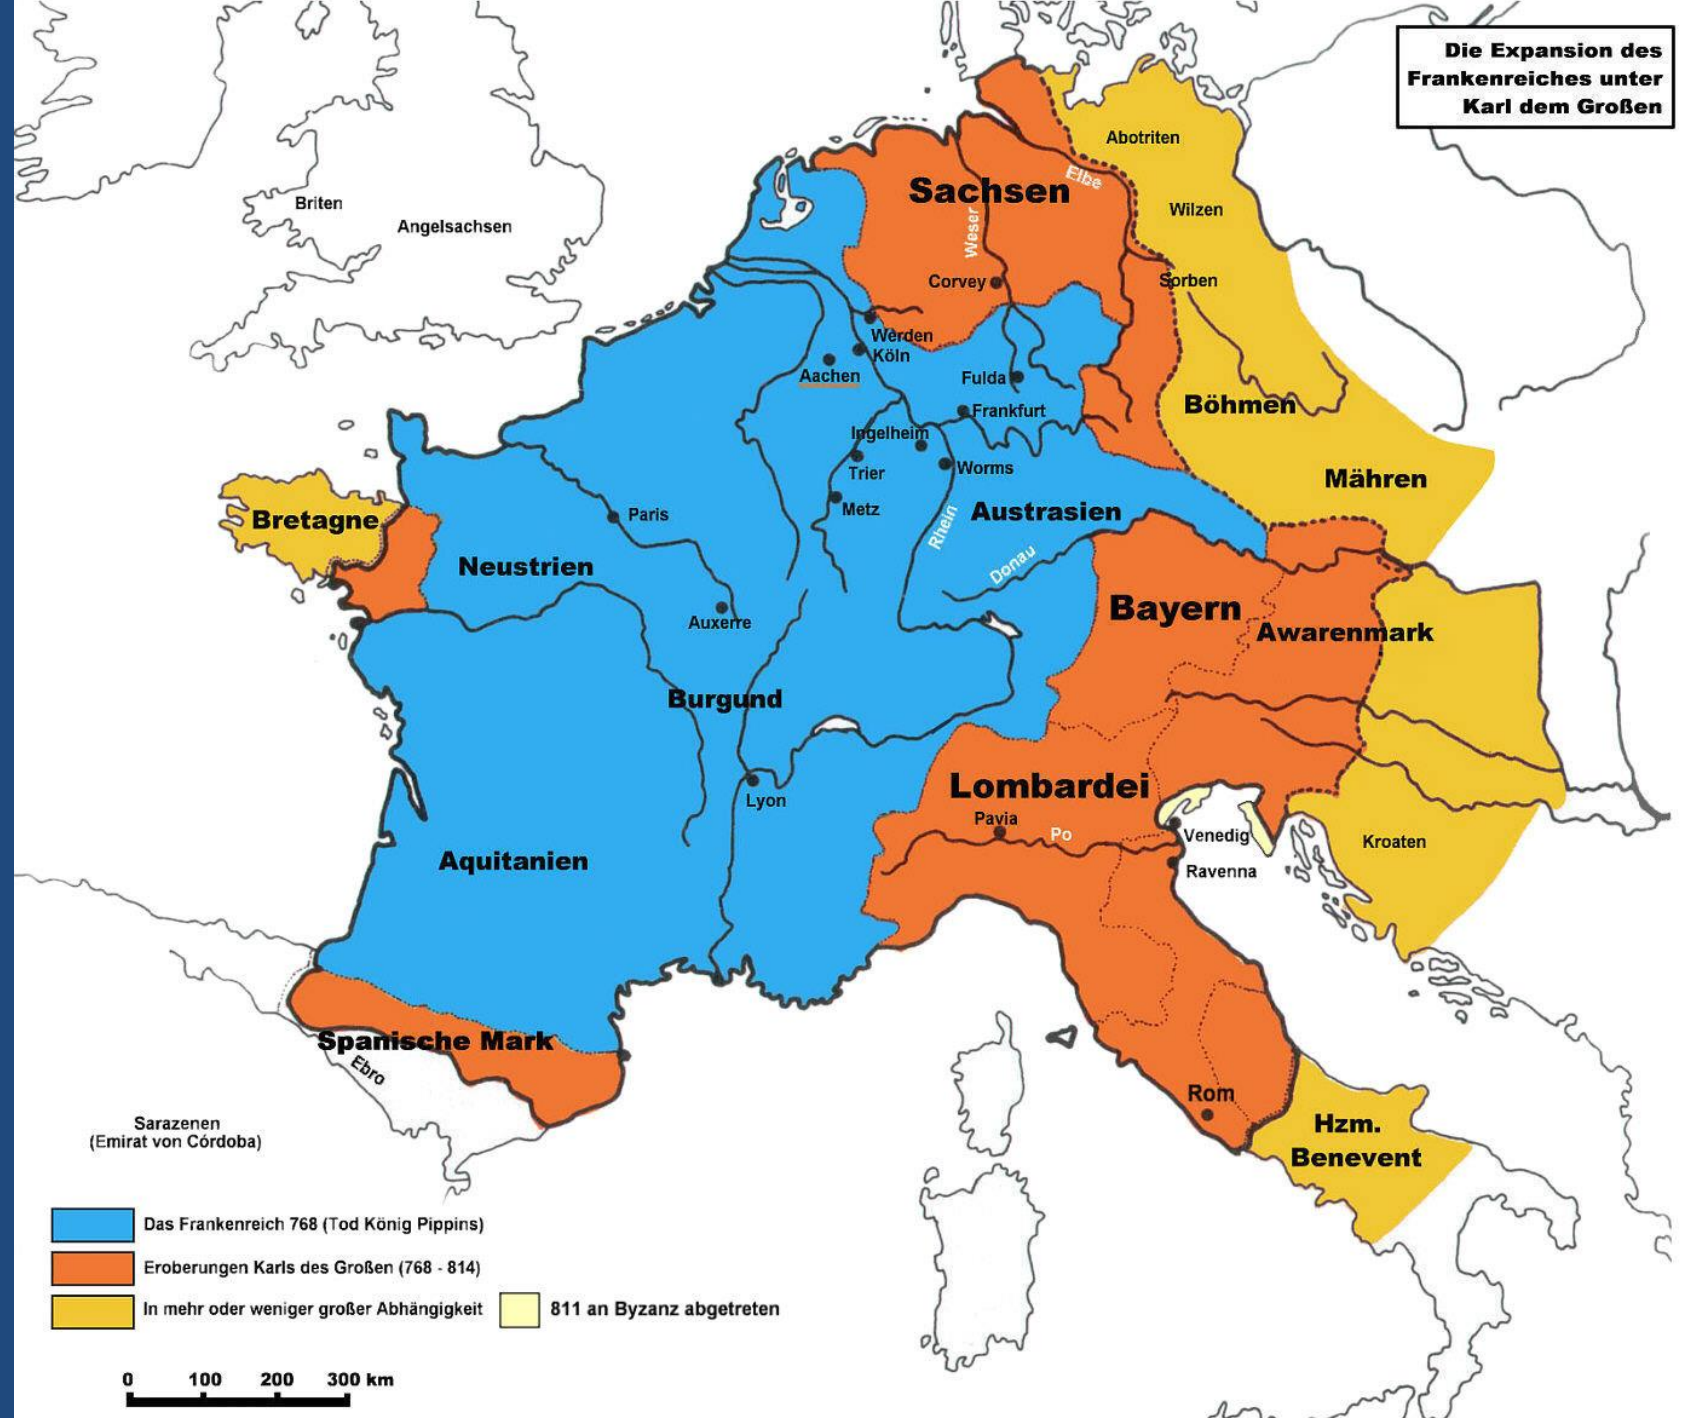 Die Expansion des
Frankenreiches unter
Karl dem Großen
Abotriten
Elbe
Sachsen
Briten
Wilzen
Angelsachsen
Weser
Corvey
Sorben
Werden
Köln
Aachen
Fulda
Böhmen
Frankfurt
Ingelheim
Trier
Worms
Mähren
Metz
Austrasien
Paris
Bretagne
Rhein
Donau
Neustrien
Bayern
Auxerre
Awarenmark
Burgund
Lombardei
Lyon
Pavia
Po
Venedig
Kroaten
Aquitanien
Ravenna
Spanische Mark
Ebro
Rom
Sarazenen
(Emirat von Córdoba)
Hzm.
Benevent
Das Frankenreich 768 (Tod König Pippins)
Eroberungen Karls des Großen (768 - 814)
In mehr oder weniger großer Abhängigkeit
811 an Byzanz abgetreten
0 100 200 300 km